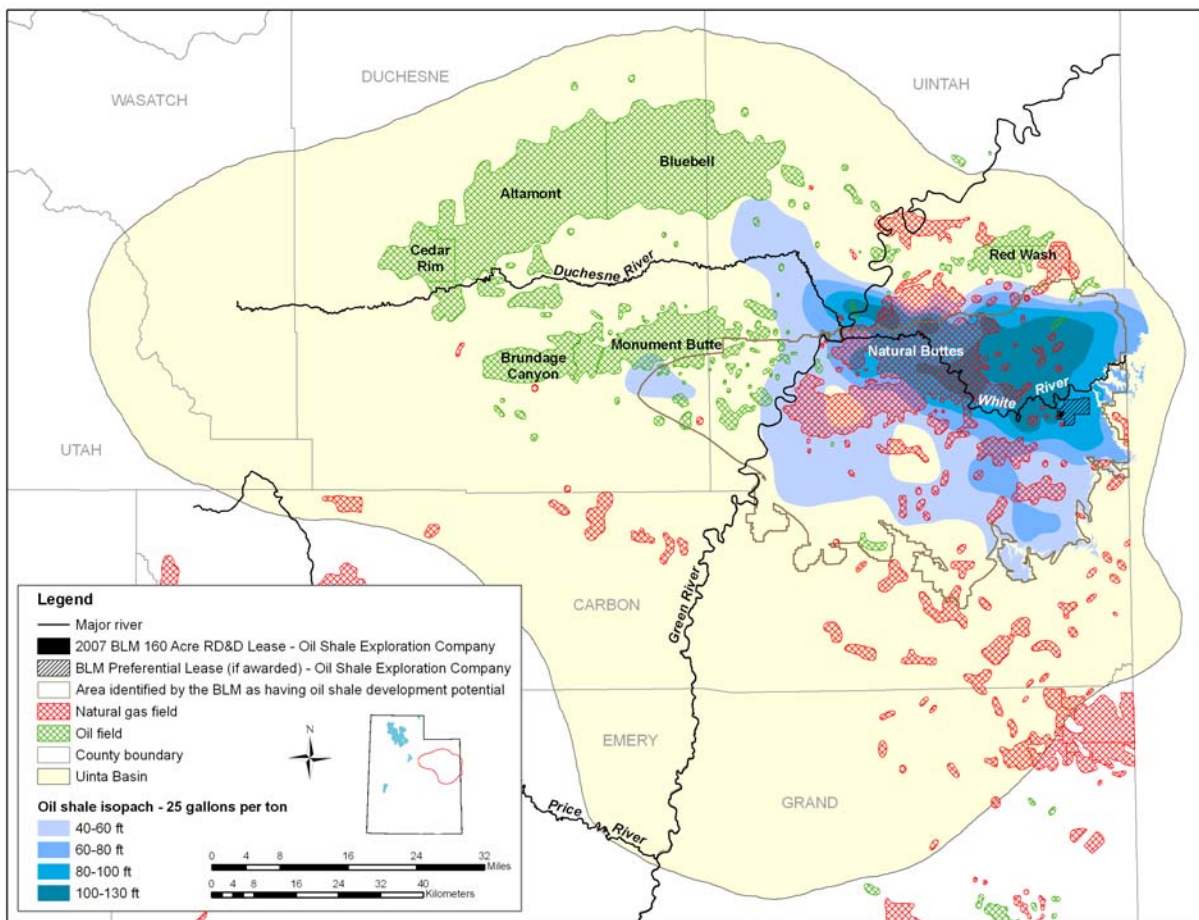 DUCHESNE
UINTAH
WASATCH
Bluebell
Altamont
Cedar
Rim
Red Wash
Duchesne River
Monument Butte
Natural Buttes
Brundage
Canyon
White River
UTAH
Green River
CARBON
EMERY
GRAND
Price River
Legend
Major river
2007 BLM 160 Acre RD&D Lease - Oil Shale Exploration Company
BLM Preferential Lease (if awarded) - Oil Shale Exploration Company
Area identified by the BLM as having oil shale development potential
Natural gas field
Oil field
County boundary
Uinta Basin
N
Oil shale isopach - 25 gallons per ton
40-60 ft
60-80 ft
80-100 ft
100-130 ft
0 4 8 16 24 32
Miles
0 4 8 16 24 32 40
Kilometers